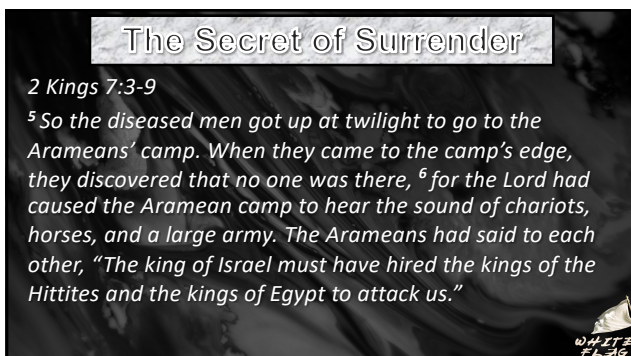 The Secret of Surrender
2 Kings 7:3-9
⁵ So the diseased men got up at twilight to go to the
Arameans’ camp. When they came to the camp’s edge,
they discovered that no one was there, ⁶ for the Lord had
caused the Aramean camp to hear the sound of chariots,
horses, and a large army. The Arameans had said to each
other, “The king of Israel must have hired the kings of the
Hittites and the kings of Egypt to attack us.”
WHITE
FLAG